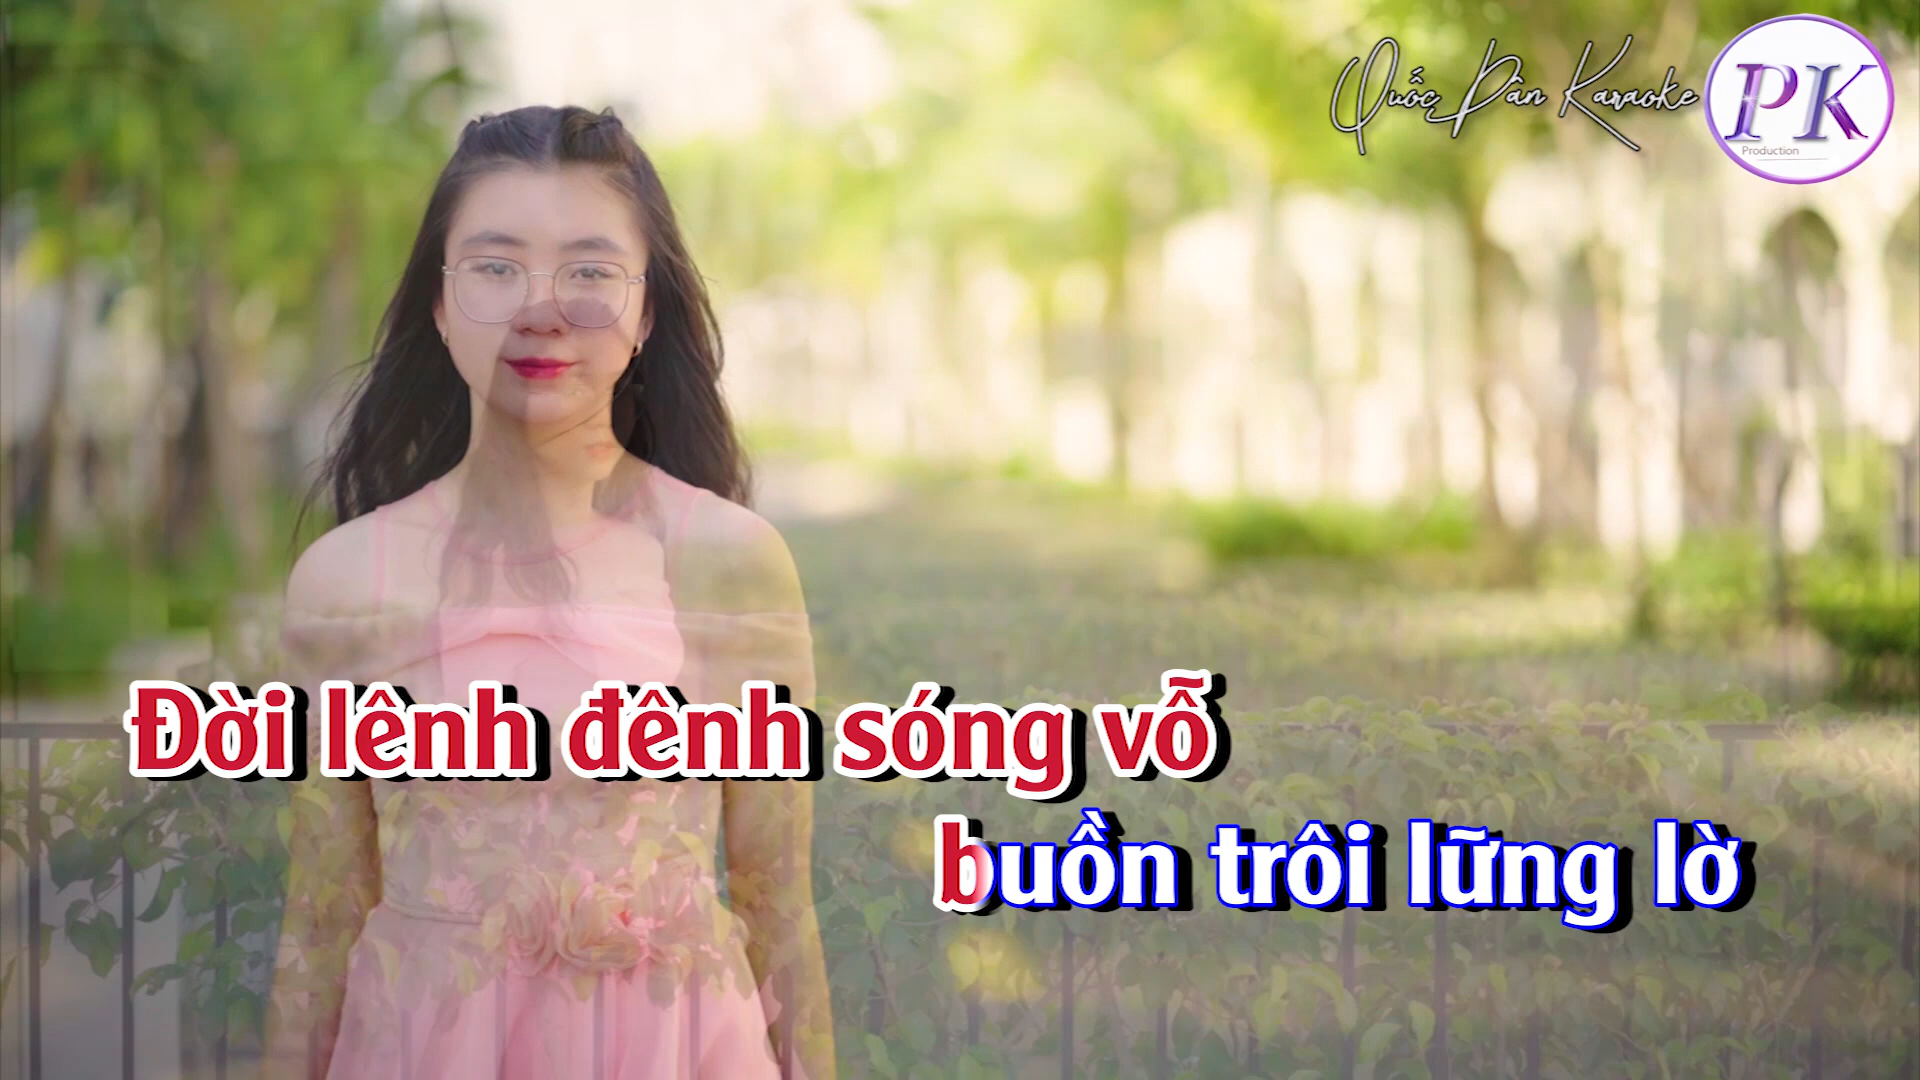 Quốc Dân Karaoke
PK
Production
Đời lênh đênh sóng vỗ
buồn trôi lững lờ